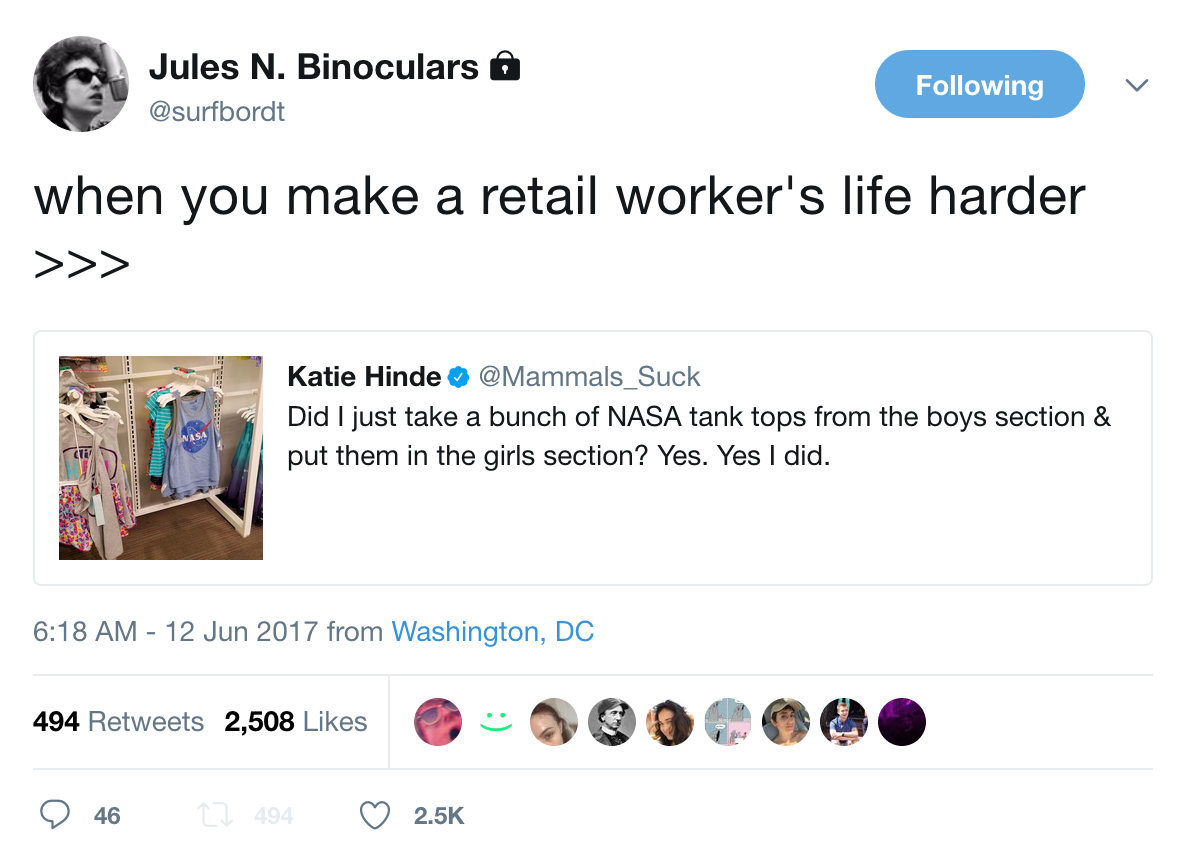 Jules N. Binoculars
@surfbordt
Following
when you make a retail worker's life harder
>>>
NASA
Katie Hinde @Mammals_Suck
Did I just take a bunch of NASA tank tops from the boys section &
put them in the girls section? Yes. Yes I did.
6:18 AM - 12 Jun 2017 from Washington, DC
494 Retweets 2,508 Likes
46 494 2.5K